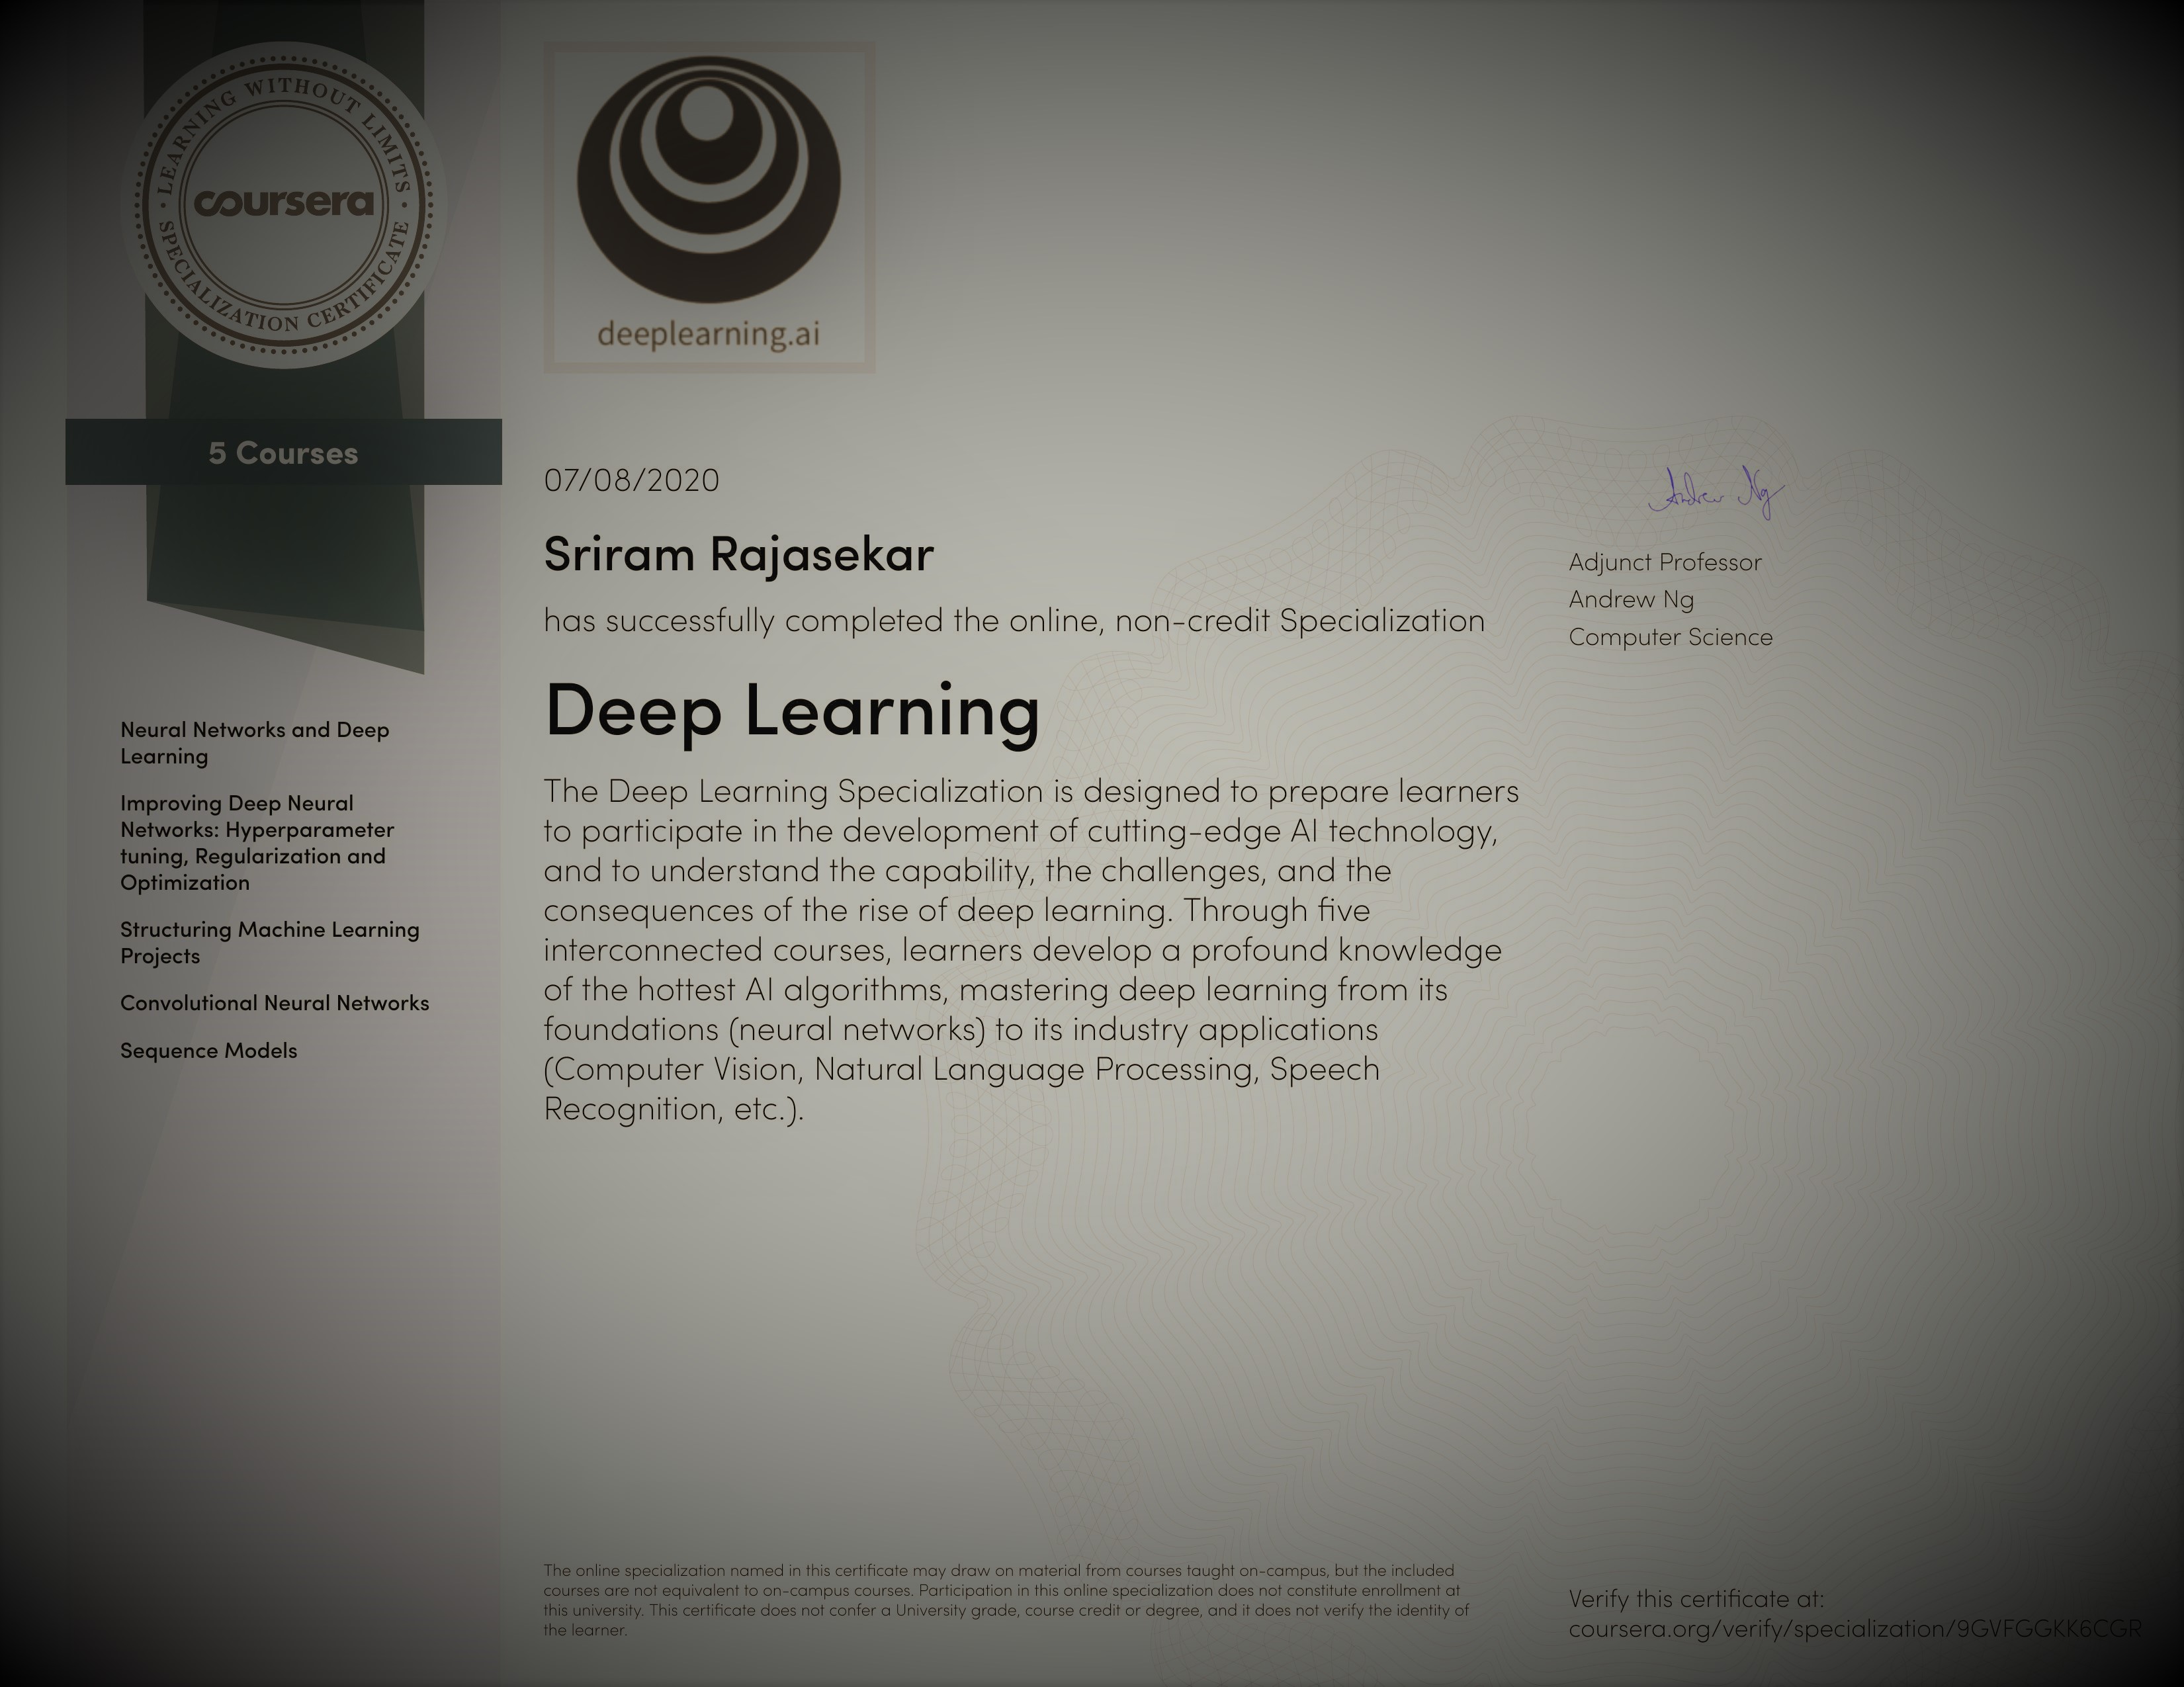 LEARNING WITHOUT LIMITS
coursera
SPECIALIZATION CERTIFICATE
5 Courses
Neural Networks and Deep
Learning
Improving Deep Neural
Networks: Hyperparameter
tuning, Regularization and
Optimization
Structuring Machine Learning
Projects
Convolutional Neural Networks
Sequence Models
deeplearning.ai
07/08/2020
Sriram Rajasekar
has successfully completed the online, non-credit Specialization
Deep Learning
The Deep Learning Specialization is designed to prepare learners
to participate in the development of cutting-edge AI technology,
and to understand the capability, the challenges, and the
consequences of the rise of deep learning. Through five
interconnected courses, learners develop a profound knowledge
of the hottest AI algorithms, mastering deep learning from its
foundations (neural networks) to its industry applications
(Computer Vision, Natural Language Processing, Speech
Recognition, etc.).
Andrew Ng
Adjunct Professor
Andrew Ng
Computer Science
The online specialization named in this certificate may draw on material from courses taught on-campus, but the included
courses are not equivalent to on-campus courses. Participation in this online specialization does not constitute enrollment at
this university. This certificate does not confer a University grade, course credit or degree, and it does not verify the identity of
the learner.
Verify this certificate at:
coursera.org/verify/specialization/9GVFGGKK6CGR